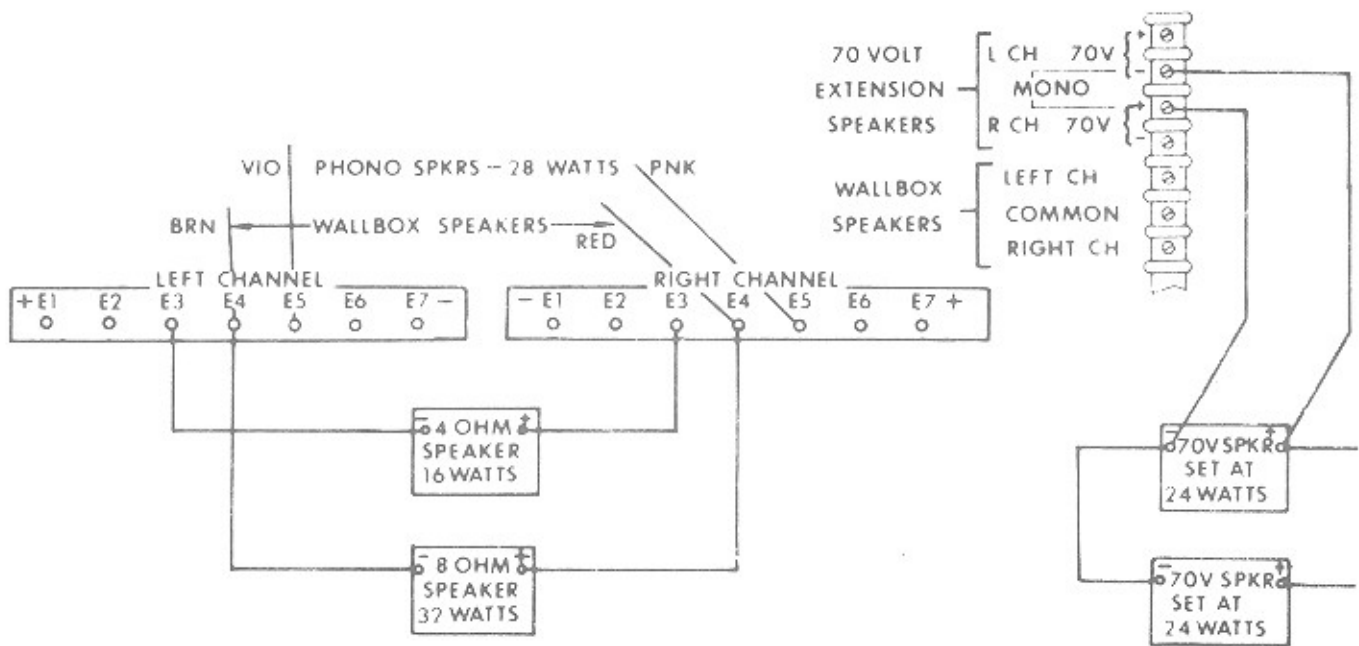 70 VOLT
EXTENSION
SPEAKERS
L CH 70V +
-
MONO
R CH 70V +
-
WALLBOX
SPEAKERS
LEFT CH
COMMON
RIGHT CH
VIO PHONO SPKRS - 28 WATTS PNK
BRN WALLBOX SPEAKERS RED
LEFT CHANNEL
+ E1 E2 E3 E4 E5 E6 E7 -
RIGHT CHANNEL
- E1 E2 E3 E4 E5 E6 E7 +
- 4 OHM +
SPEAKER
16 WATTS
- 8 OHM +
SPEAKER
32 WATTS
- 70V SPKR +
SET AT
24 WATTS
- 70V SPKR +
SET AT
24 WATTS